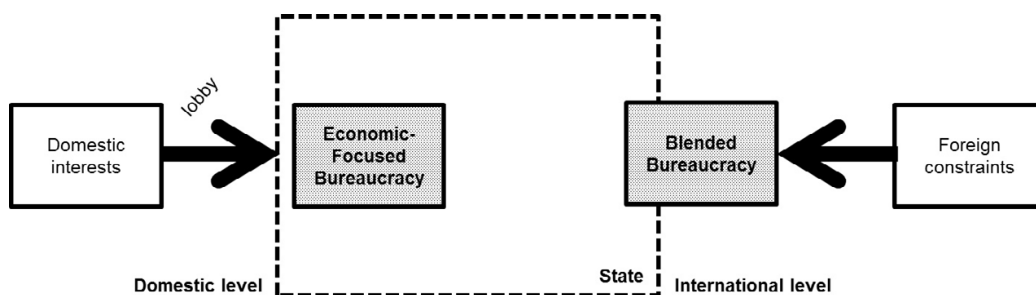 lobby
Domestic
interests
Economic-
Focused
Bureaucracy
Blended
Bureaucracy
Foreign
constraints
Domestic level
State
International level